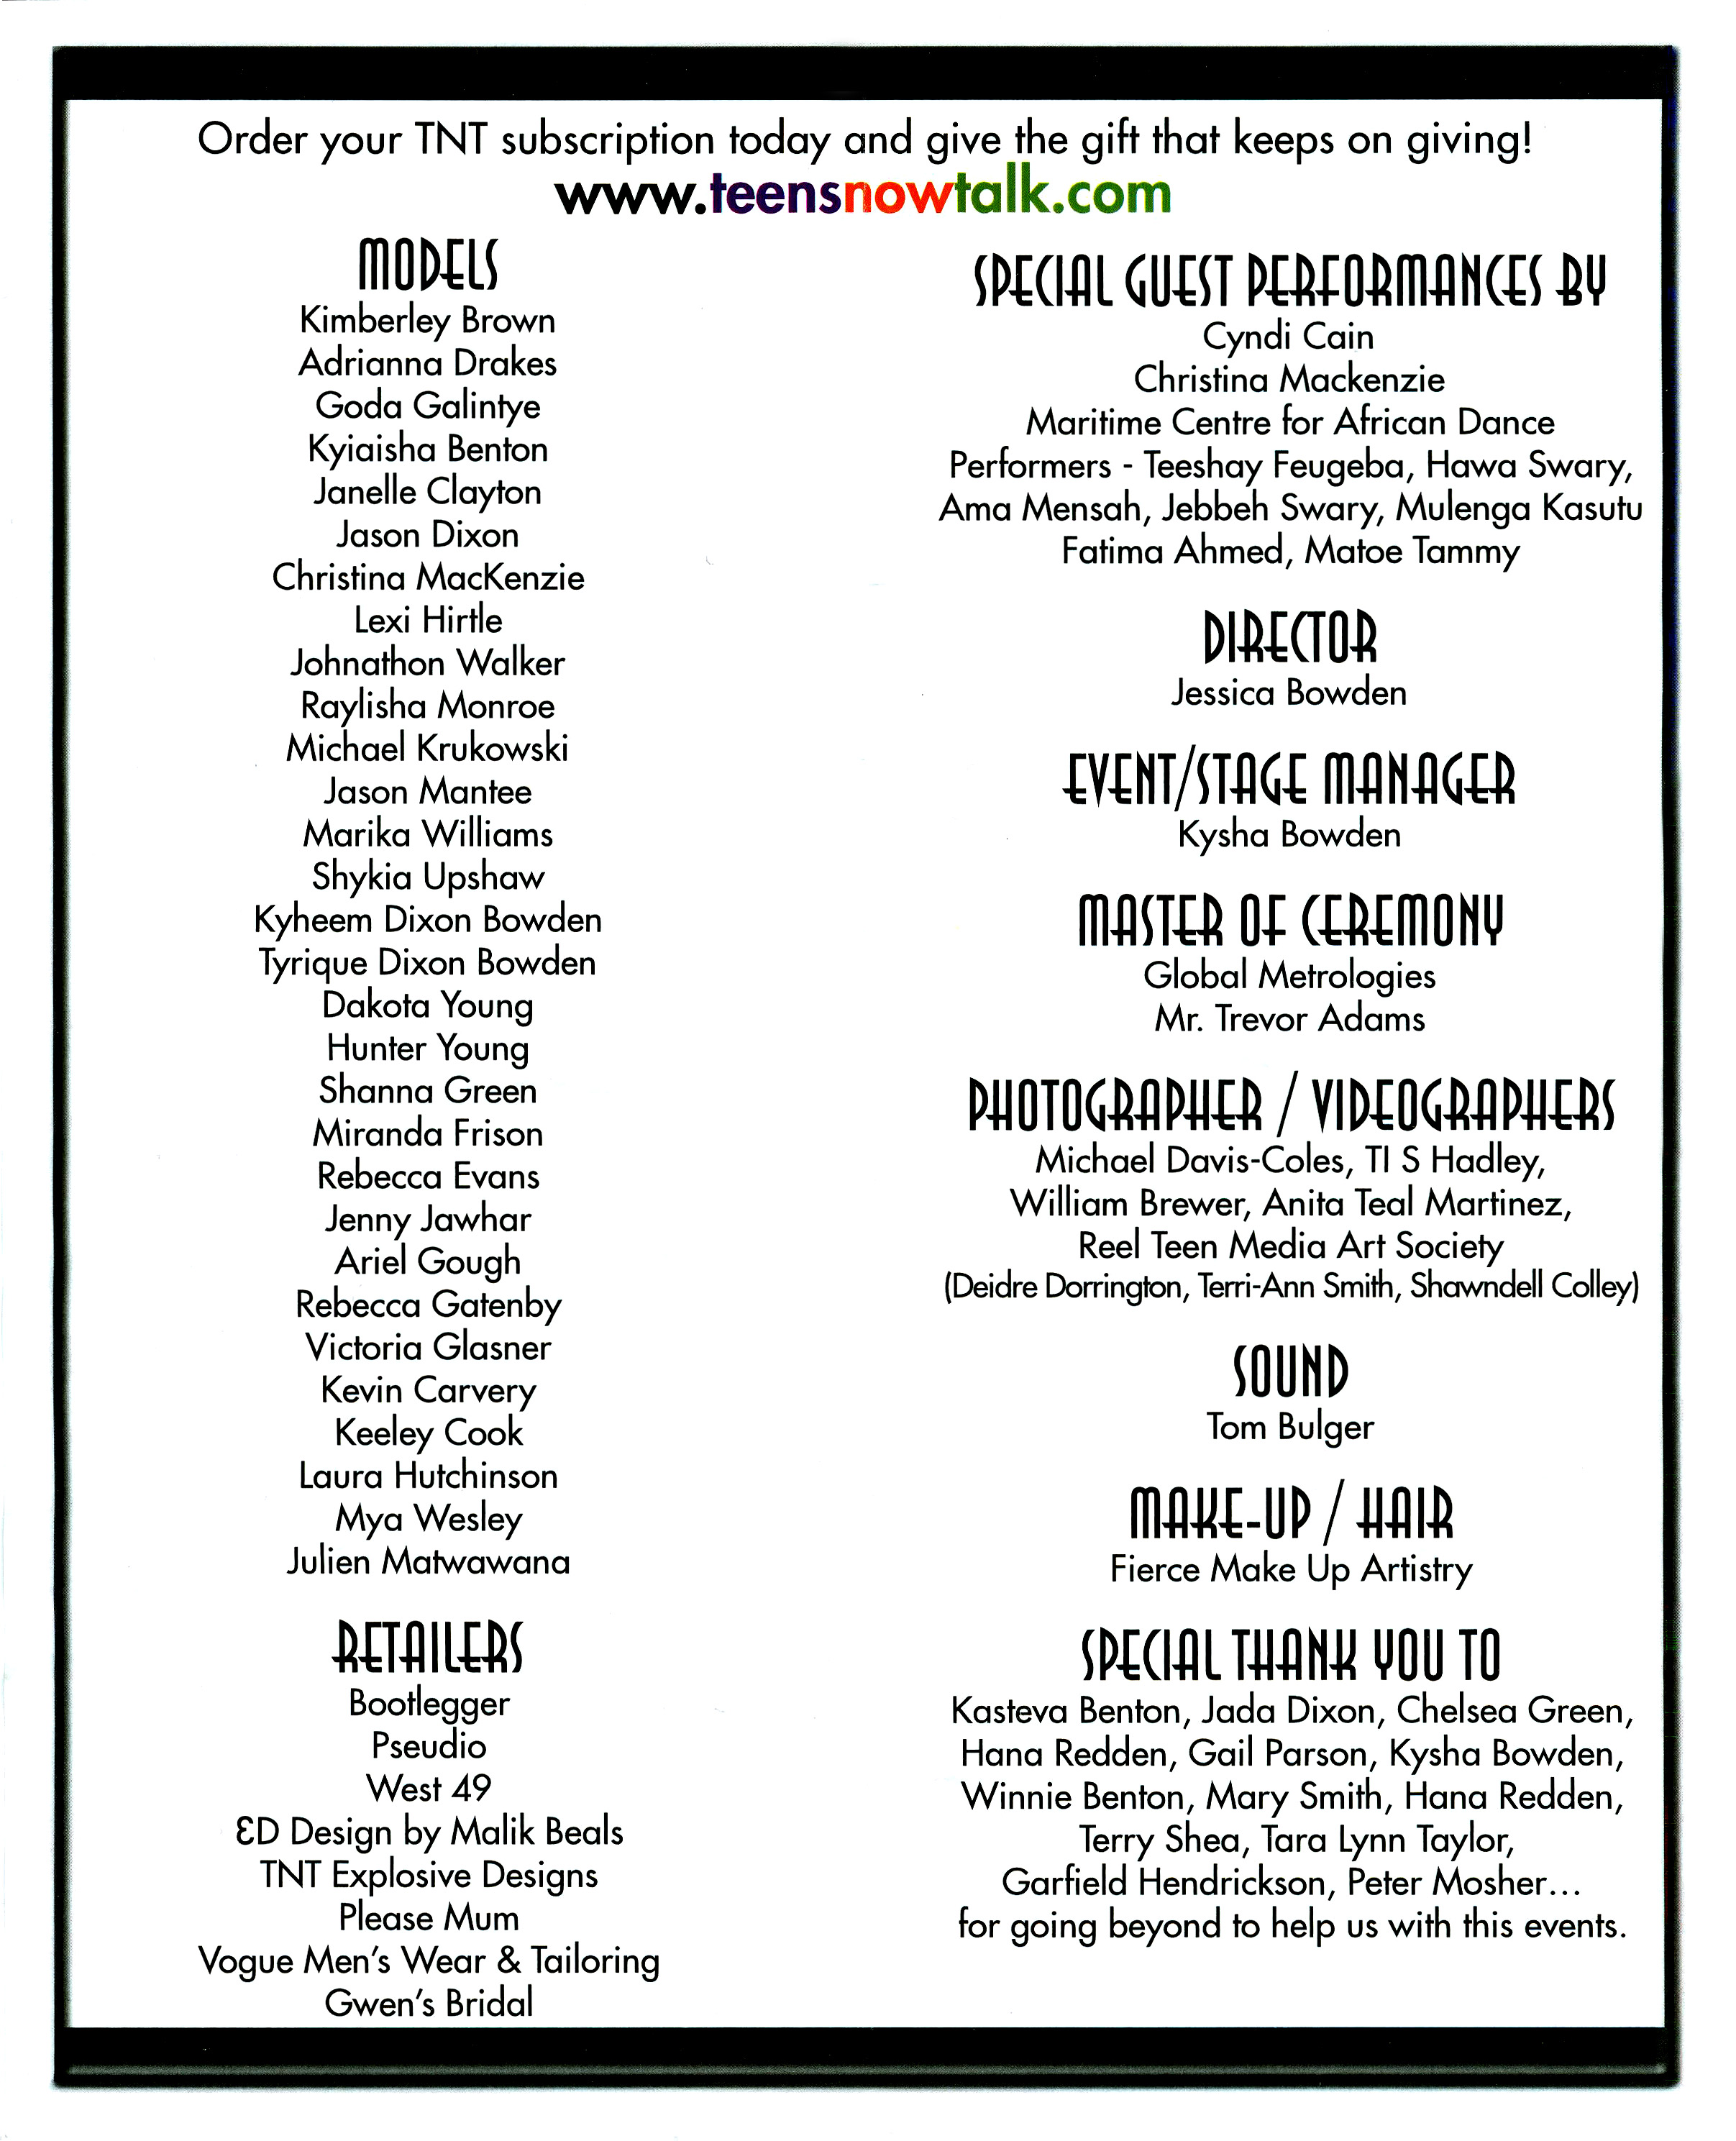 Order your TNT subscription today and give the gift that keeps on giving!
www.teensnowtalk.com
MODELS
Kimberley Brown
Adrianna Drakes
Goda Galintye
Kyiaisha Benton
Janelle Clayton
Jason Dixon
Christina MacKenzie
Lexi Hirtle
Johnathon Walker
Raylisha Monroe
Michael Krukowski
Jason Mantee
Marika Williams
Shykia Upshaw
Kyheem Dixon Bowden
Tyrique Dixon Bowden
Dakota Young
Hunter Young
Shanna Green
Miranda Frison
Rebecca Evans
Jenny Jawhar
Ariel Gough
Rebecca Gatenby
Victoria Glasner
Kevin Carvery
Keeley Cook
Laura Hutchinson
Mya Wesley
Julien Matwawana
RETAILERS
Bootlegger
Pseudio
West 49
ƐD Design by Malik Beals
TNT Explosive Designs
Please Mum
Vogue Men's Wear & Tailoring
Gwen's Bridal
SPECIAL GUEST PERFORMANCES BY
Cyndi Cain
Christina Mackenzie
Maritime Centre for African Dance
Performers - Teeshay Feugeba, Hawa Swary,
Ama Mensah, Jebbeh Swary, Mulenga Kasutu
Fatima Ahmed, Matoe Tammy
DIRECTOR
Jessica Bowden
EVENT/STAGE MANAGER
Kysha Bowden
MASTER OF CEREMONY
Global Metrologies
Mr. Trevor Adams
PHOTOGRAPHER / VIDEOGRAPHERS
Michael Davis-Coles, TI S Hadley,
William Brewer, Anita Teal Martinez,
Reel Teen Media Art Society
(Deidre Dorrington, Terri-Ann Smith, Shawndell Colley)
SOUND
Tom Bulger
MAKE-UP / HAIR
Fierce Make Up Artistry
SPECIAL THANK YOU TO
Kasteva Benton, Jada Dixon, Chelsea Green,
Hana Redden, Gail Parson, Kysha Bowden,
Winnie Benton, Mary Smith, Hana Redden,
Terry Shea, Tara Lynn Taylor,
Garfield Hendrickson, Peter Mosher...
for going beyond to help us with this events.